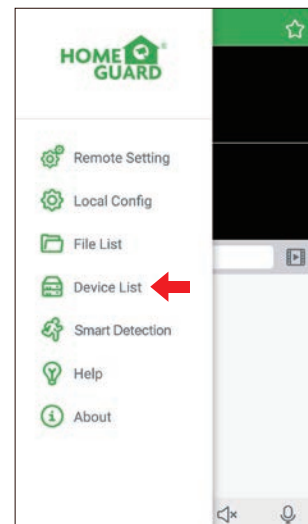 HOME
GUARD
Remote Setting
Local Config
File List
Device List
Smart Detection
Help
About